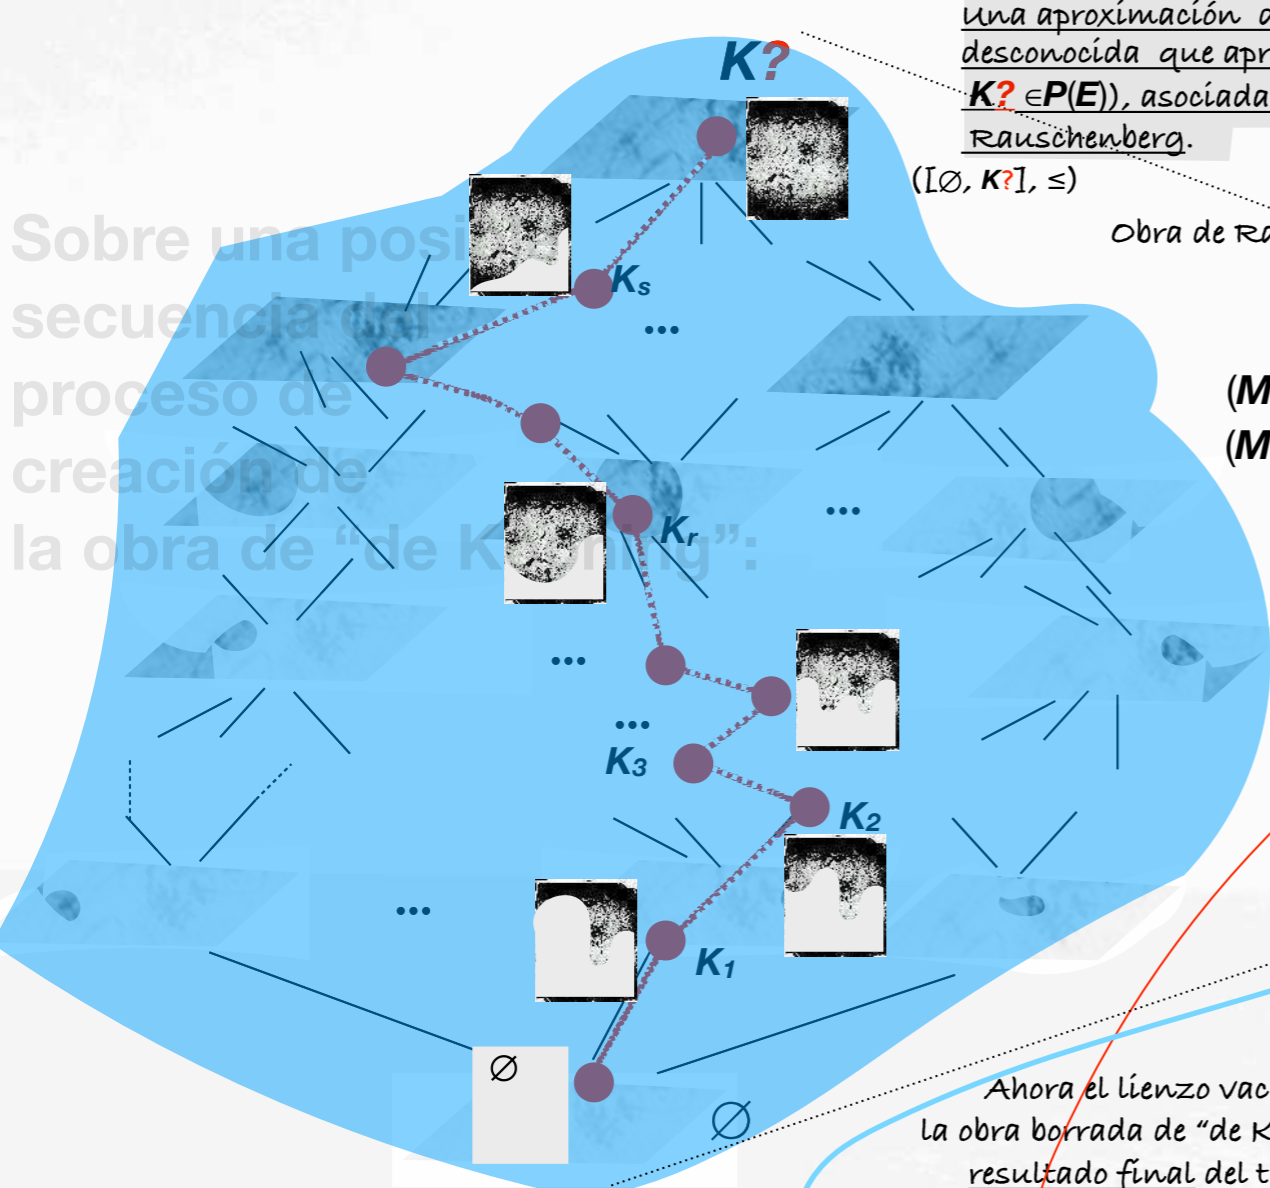 Una aproximación a
desconocida que apr
K? ∈P(E)), asociada
Rauschenberg.
([∅, K?], ≤)
Obra de Ra
K?
Sobre una posi
secuencia del
proceso de
creación de
la obra de “de K ning”:
Ks
...
(M
(M
...
Kr
...
...
K3
K2
...
K1
∅
∅
Ahora el lienzo vac
la obra borrada de “de K
resultado final del t